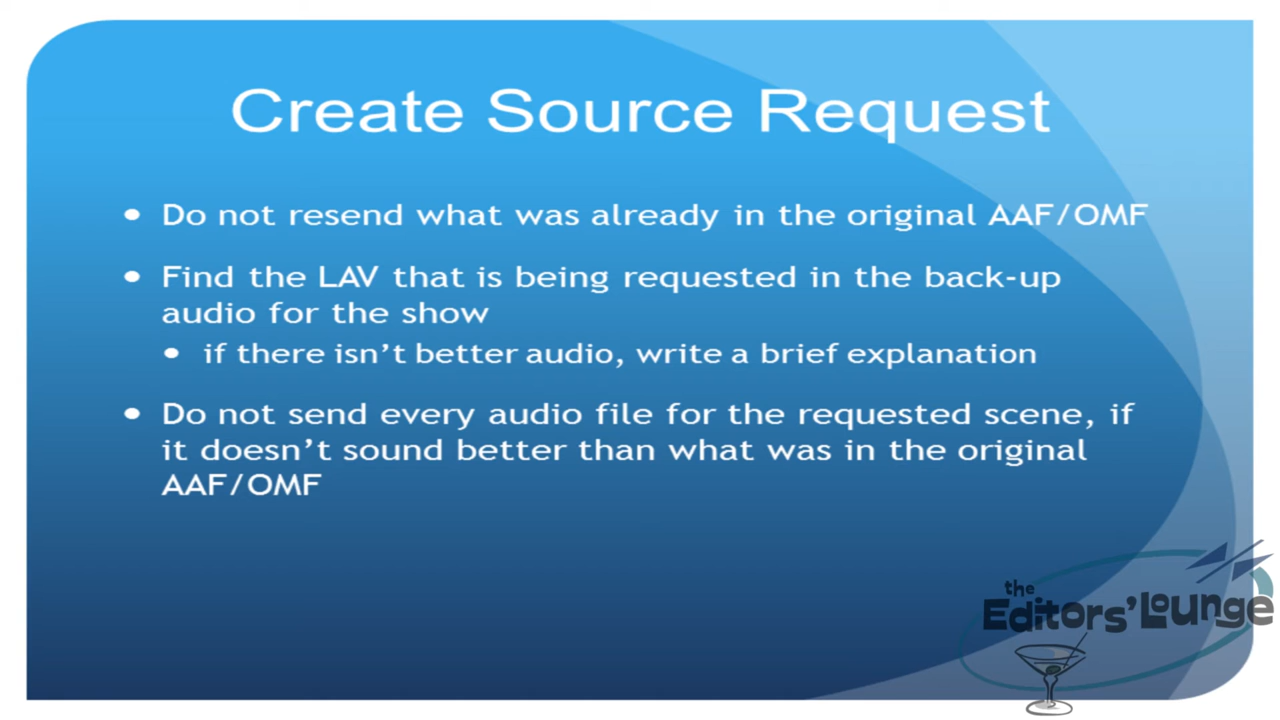 Create Source Request
• Do not resend what was already in the original AAF/OMF
• Find the LAV that is being requested in the back-up
audio for the show
• if there isn't better audio, write a brief explanation
• Do not send every audio file for the requested scene, if
it doesn't sound better than what was in the original
AAF/OMF
the
Editors' Lounge